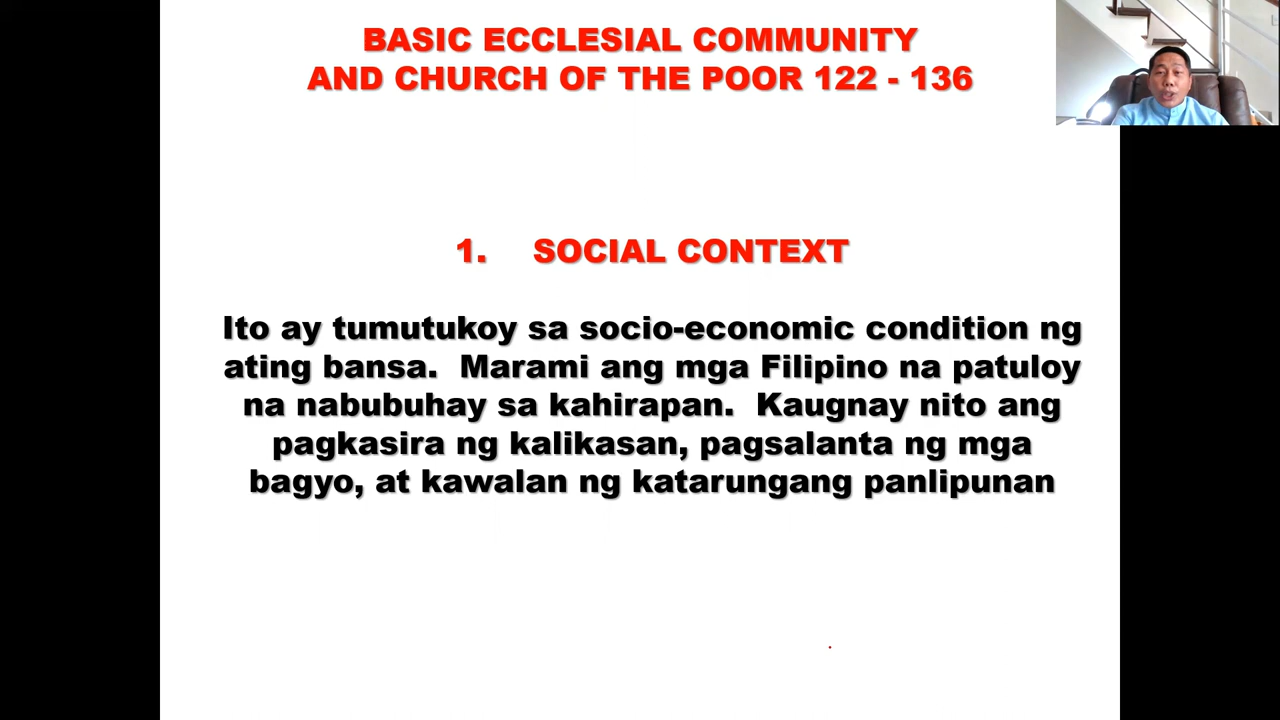 BASIC ECCLESIAL COMMUNITY
AND CHURCH OF THE POOR 122 - 136
1. SOCIAL CONTEXT
Ito ay tumutukoy sa socio-economic condition ng
ating bansa. Marami ang mga Filipino na patuloy
na nabubuhay sa kahirapan. Kaugnay nito ang
pagkasira ng kalikasan, pagsalanta ng mga
bagyo, at kawalan ng katarungang panlipunan